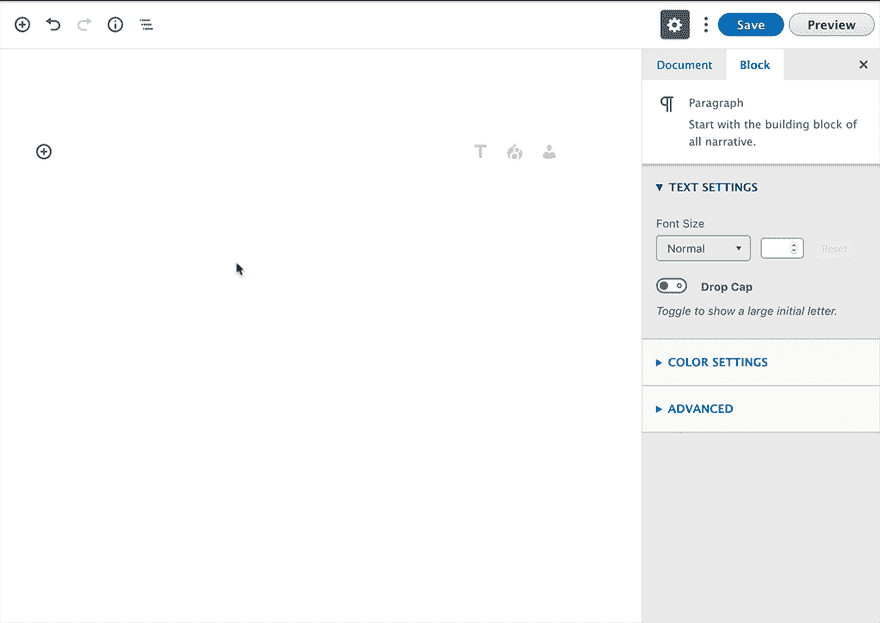 Save
Preview
Document
Block
Paragraph
Start with the building block of
all narrative.
TEXT SETTINGS
Font Size
Normal
Reset
Drop Cap
Toggle to show a large initial letter.
COLOR SETTINGS
ADVANCED